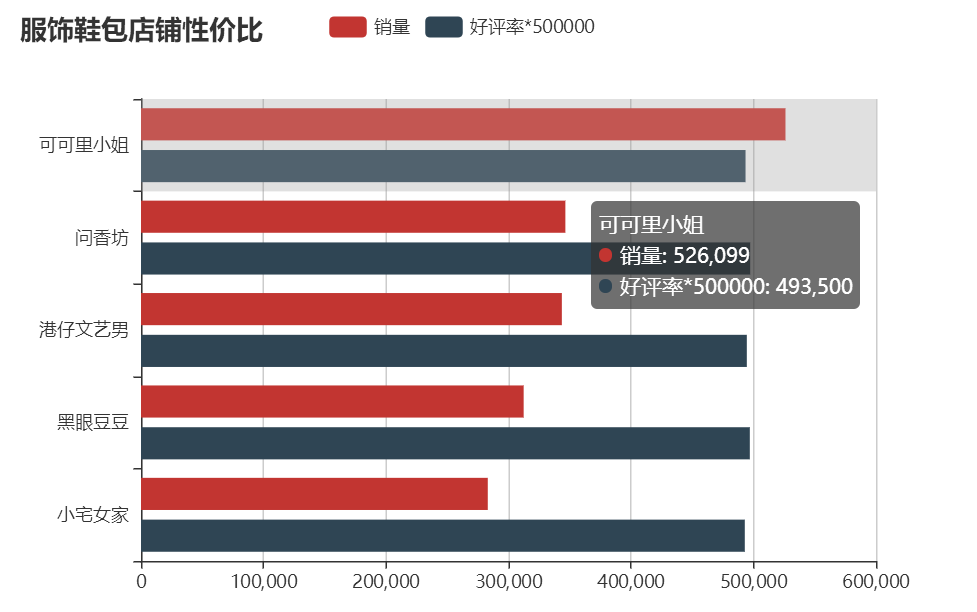 服饰鞋包店铺性价比
销量 好评率*500000
可可里小姐
问香坊
可可里小姐
销量: 526,099
好评率*500000: 493,500
港仔文艺男
黑眼豆豆
小宅女家
0 100,000 200,000 300,000 400,000 500,000 600,000